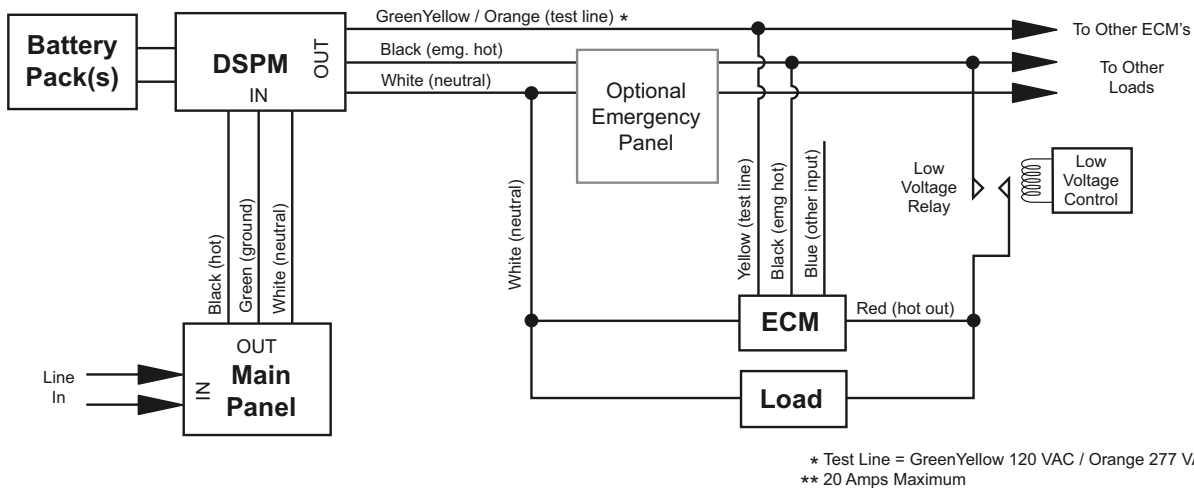 GreenYellow / Orange (test line) *
To Other ECM's
Battery
Pack(s)
DSPM
OUT
IN
Black (emg. hot)
White (neutral)
To Other
Loads
Optional
Emergency
Panel
Black (hot)
Green (ground)
White (neutral)
White (neutral)
Yellow (test line)
Black (emg hot)
Blue (other input)
Low
Voltage
Relay
Low
Voltage
Control
ECM
Red (hot out)
Load
Line
In
OUT
IN
Main
Panel
* Test Line = GreenYellow 120 VAC / Orange 277 VA
** 20 Amps Maximum